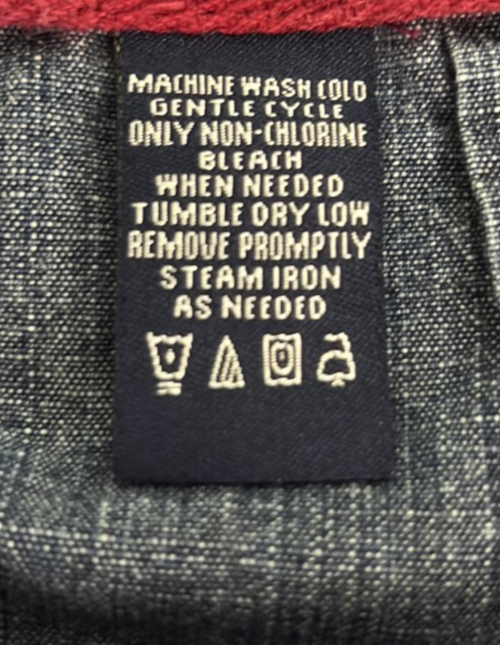 MACHINE WASH COLD
GENTLE CYCLE
ONLY NON-CHLORINE
BLEACH
WHEN NEEDED
TUMBLE DRY LOW
REMOVE PROMPTLY
STEAM IRON
AS NEEDED